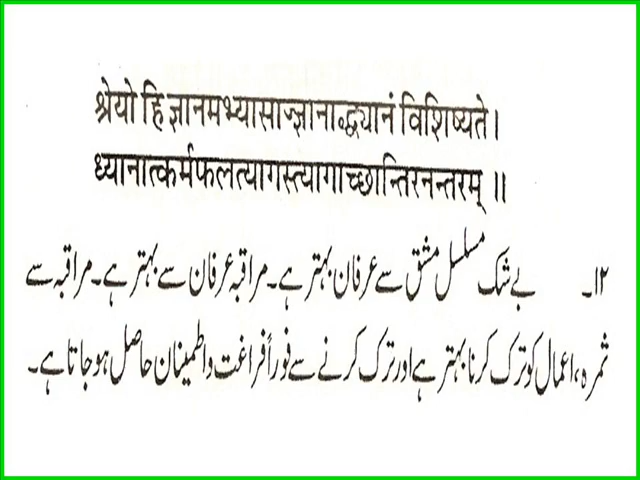 श्रेयो हि ज्ञानमभ्यासाज्ज्ञानाद्ध्यानं विशिष्यते।
ध्यानात्कर्मफलत्यागस्त्यागाच्छान्तिरनन्तरम् ॥
۱۲۔ بے شک مسلسل مشق سے عرفان بہتر ہے۔ مراقبہ عرفان سے بہتر ہے۔ مراقبہ سے
ثمرہ، اعمال کو ترک کرنا بہتر ہے اور ترک کرنے سے فوراً فراغت و اطمینان حاصل ہو جاتا ہے۔